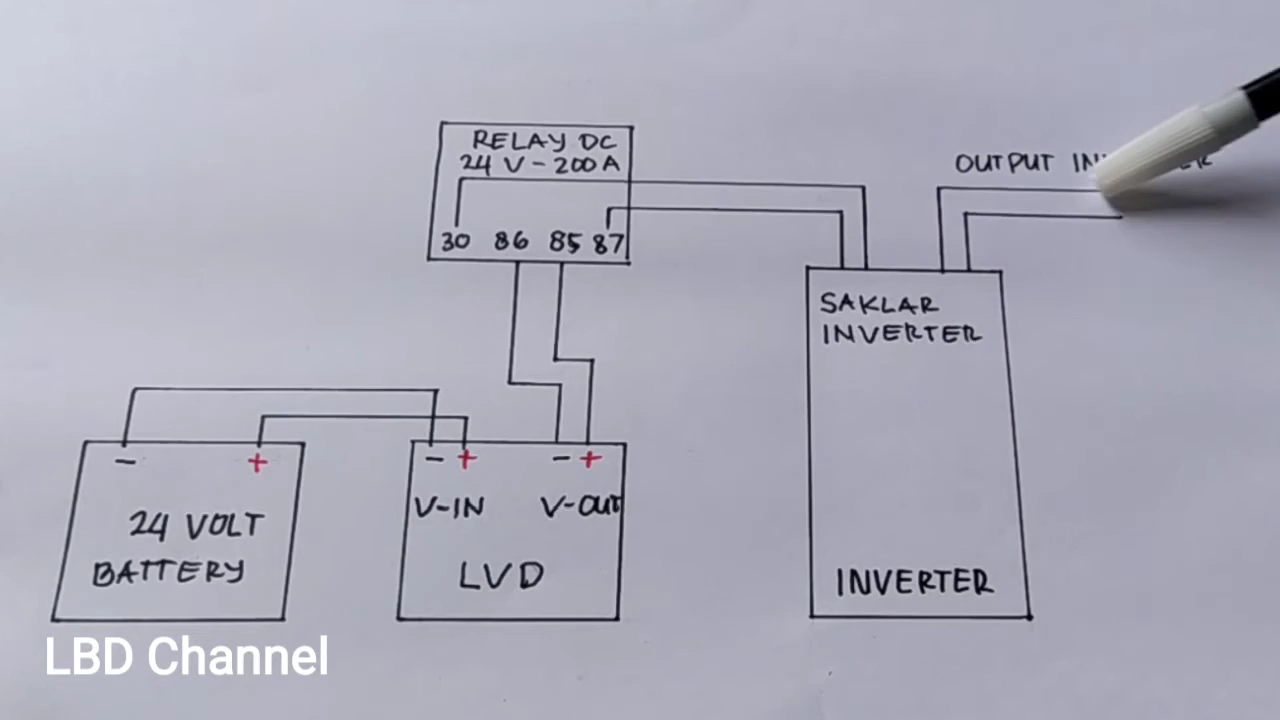 RELAY DC
24 V - 200 A
30 86 85 87
OUTPUT
SAKLAR
INVERTER
INVERTER
- +
24 VOLT
BATTERY
- + - +
V-IN V-OUT
LVD
LBD Channel